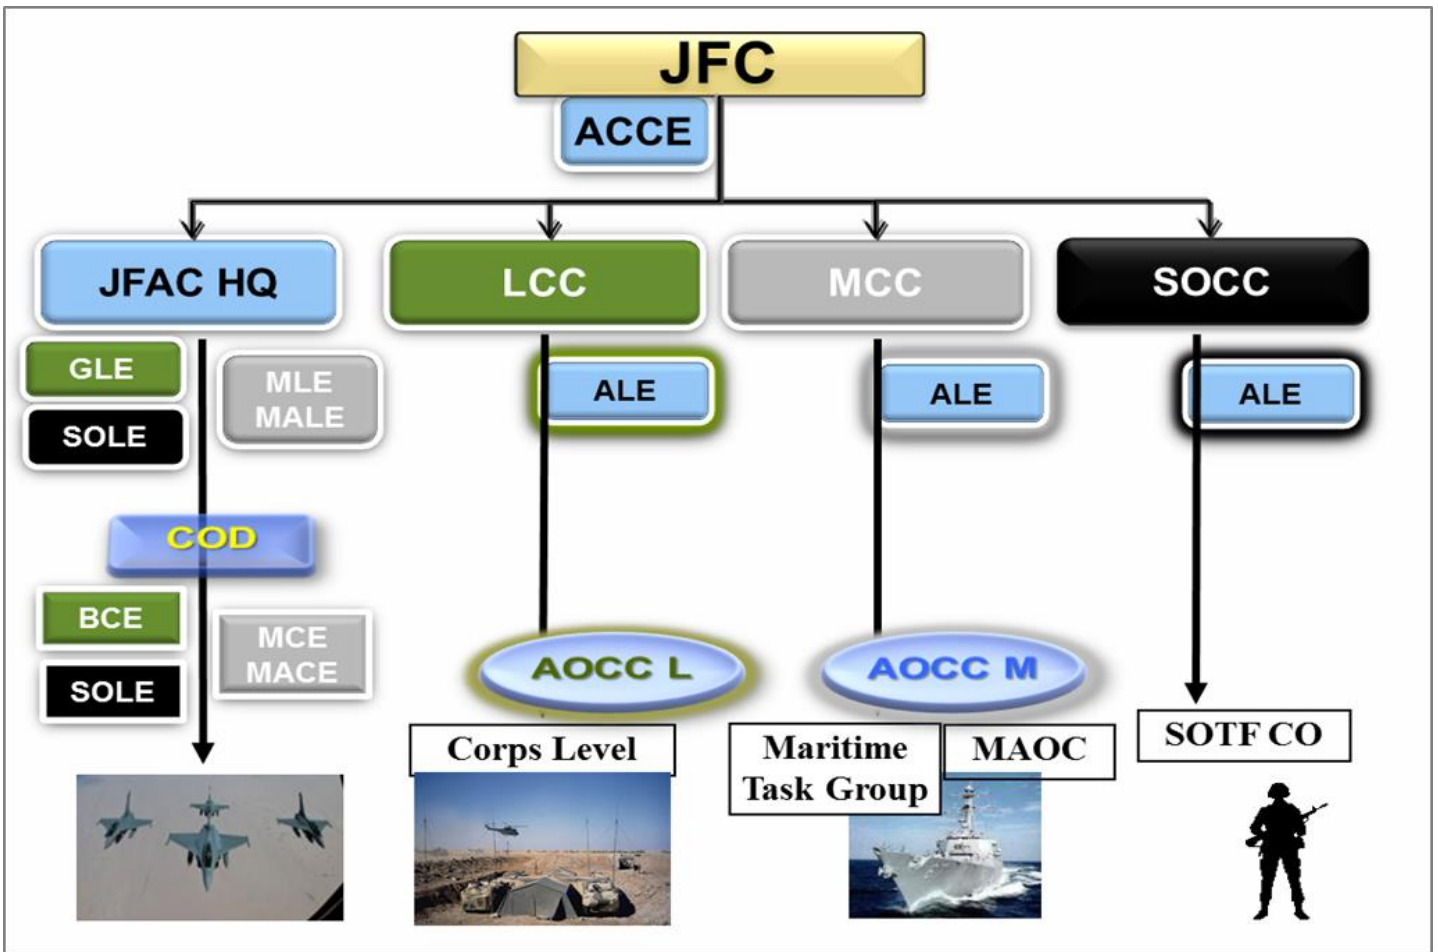 JFC
ACCE
JFAC HQ
LCC
MCC
SOCC
GLE
SOLE
MLE
MALE
ALE
ALE
ALE
COD
BCE
SOLE
MCE
MACE
AOCC L
AOCC M
Corps Level
Maritime
Task Group
MAOC
SOTF CO